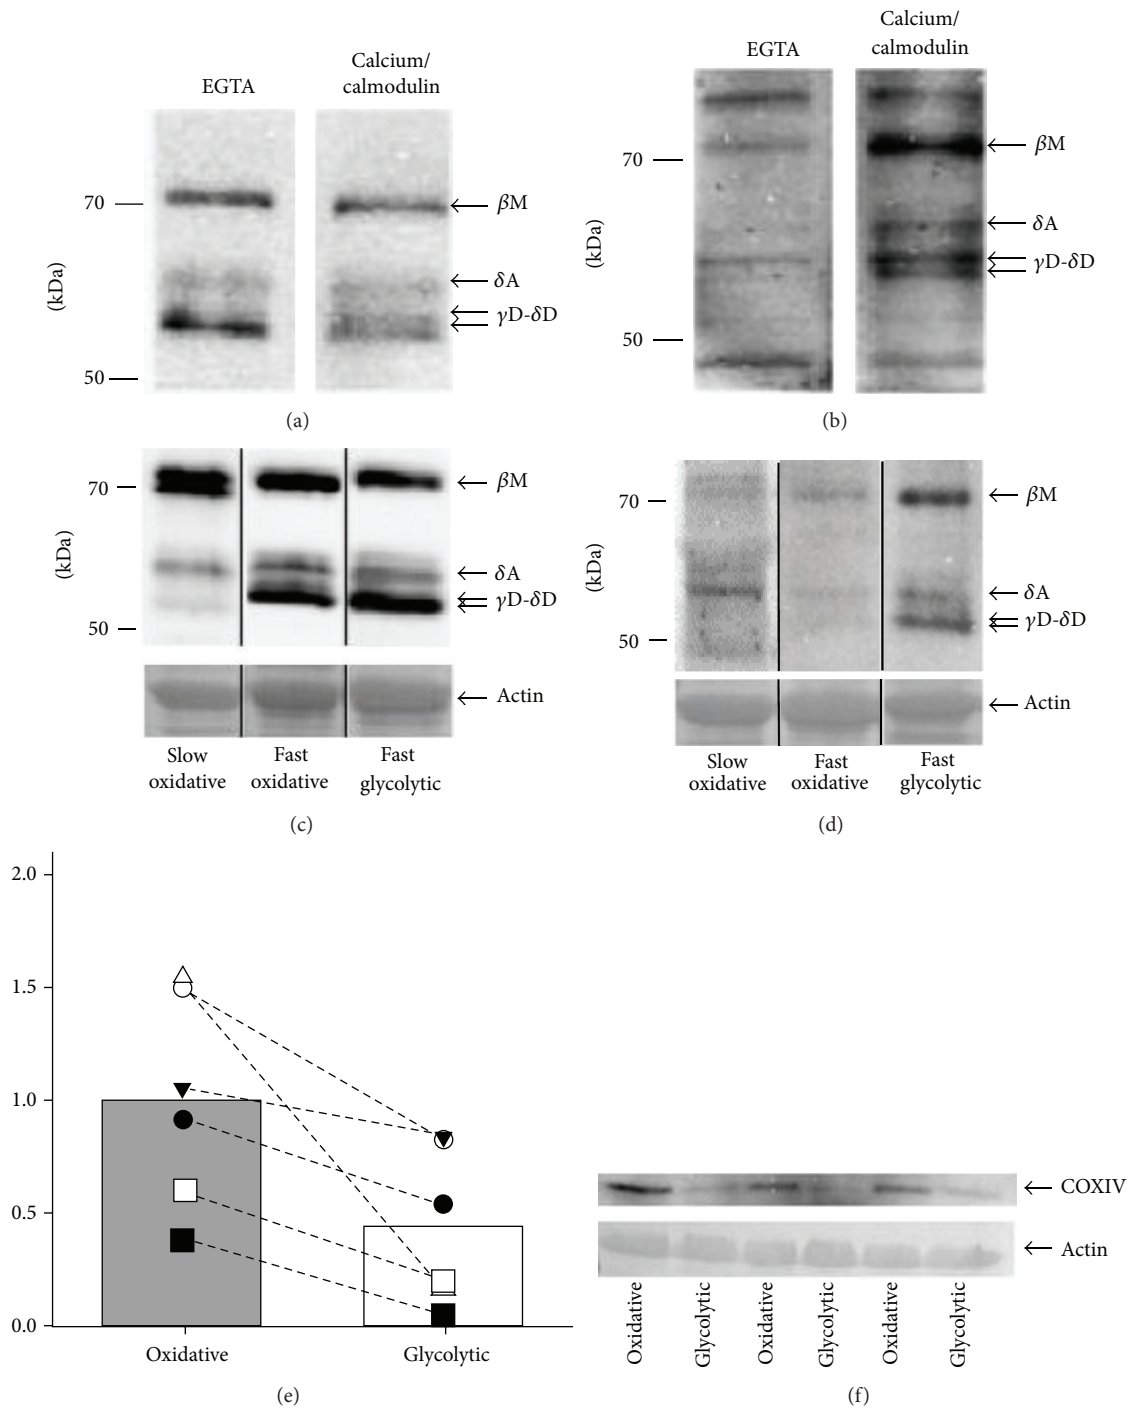 EGTA
Calcium/
calmodulin
70
50
(kDa)
βM
δA
γD-δD
(a)
EGTA
Calcium/
calmodulin
70
50
(kDa)
βM
δA
γD-δD
(b)
70
50
(kDa)
βM
δA
γD-δD
Actin
Slow
oxidative
Fast
oxidative
Fast
glycolytic
(c)
70
50
(kDa)
βM
δA
γD-δD
Actin
Slow
oxidative
Fast
oxidative
Fast
glycolytic
(d)
2.0
1.5
1.0
0.5
0.0
Oxidative
Glycolytic
(e)
COXIV
Actin
Oxidative
Glycolytic
Oxidative
Glycolytic
Oxidative
Glycolytic
(f)